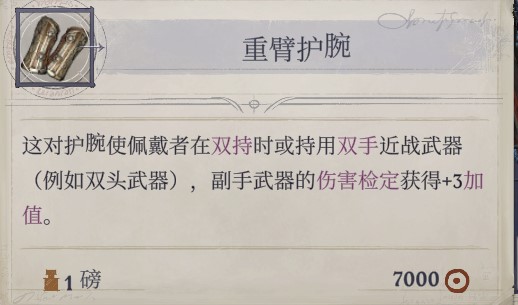 重臂护腕
这对护腕使佩戴者在双持时或持用双手近战武器
（例如双头武器），副手武器的伤害检定获得+3加
值。
1 磅
7000